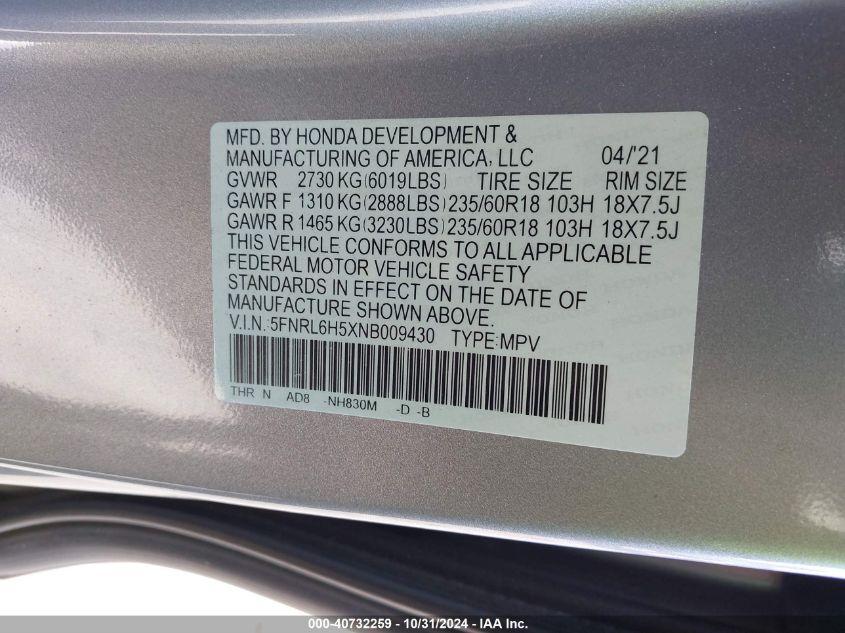 MFD. BY HONDA DEVELOPMENT &
MANUFACTURING OF AMERICA, LLC 04/'21
GVWR 2730 KG(6019LBS) TIRE SIZE RIM SIZE
GAWR F 1310 KG(2888LBS)235/60R18 103H 18X7.5J
GAWR R 1465 KG(3230LBS)235/60R18 103H 18X7.5J
THIS VEHICLE CONFORMS TO ALL APPLICABLE
FEDERAL MOTOR VEHICLE SAFETY
STANDARDS IN EFFECT ON THE DATE OF
MANUFACTURE SHOWN ABOVE.
V.I.N.:5FNRL6H5XNB009430 TYPE:MPV
THR N AD8 -NH830M -D -B
000-40732259 - 10/31/2024 - IAA Inc.